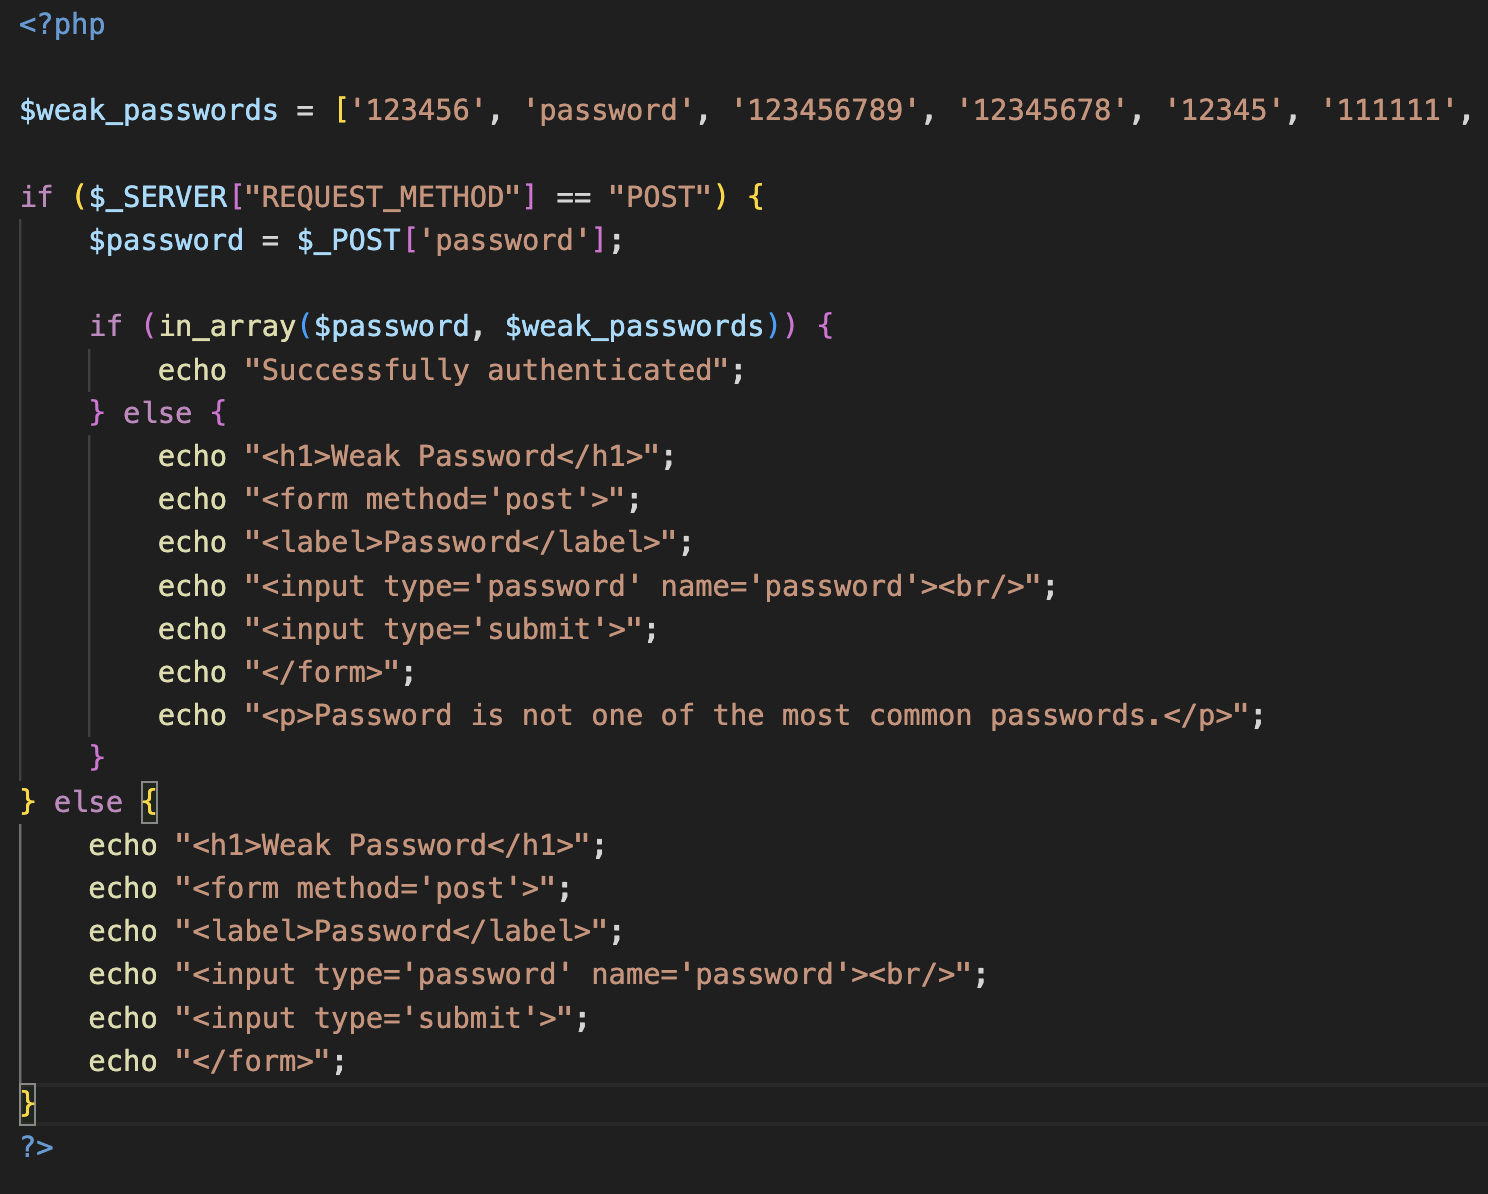 <?php
$weak_passwords = ['123456', 'password', '123456789', '12345678', '12345', '111111',
if ($_SERVER["REQUEST_METHOD"] == "POST") {
    $password = $_POST['password'];
    if (in_array($password, $weak_passwords)) {
        echo "Successfully authenticated";
    } else {
        echo "<h1>Weak Password</h1>";
        echo "<form method='post'>";
        echo "<label>Password</label>";
        echo "<input type='password' name='password'><br/>";
        echo "<input type='submit'>";
        echo "</form>";
        echo "<p>Password is not one of the most common passwords.</p>";
    }
} else {
    echo "<h1>Weak Password</h1>";
    echo "<form method='post'>";
    echo "<label>Password</label>";
    echo "<input type='password' name='password'><br/>";
    echo "<input type='submit'>";
    echo "</form>";
}
?>